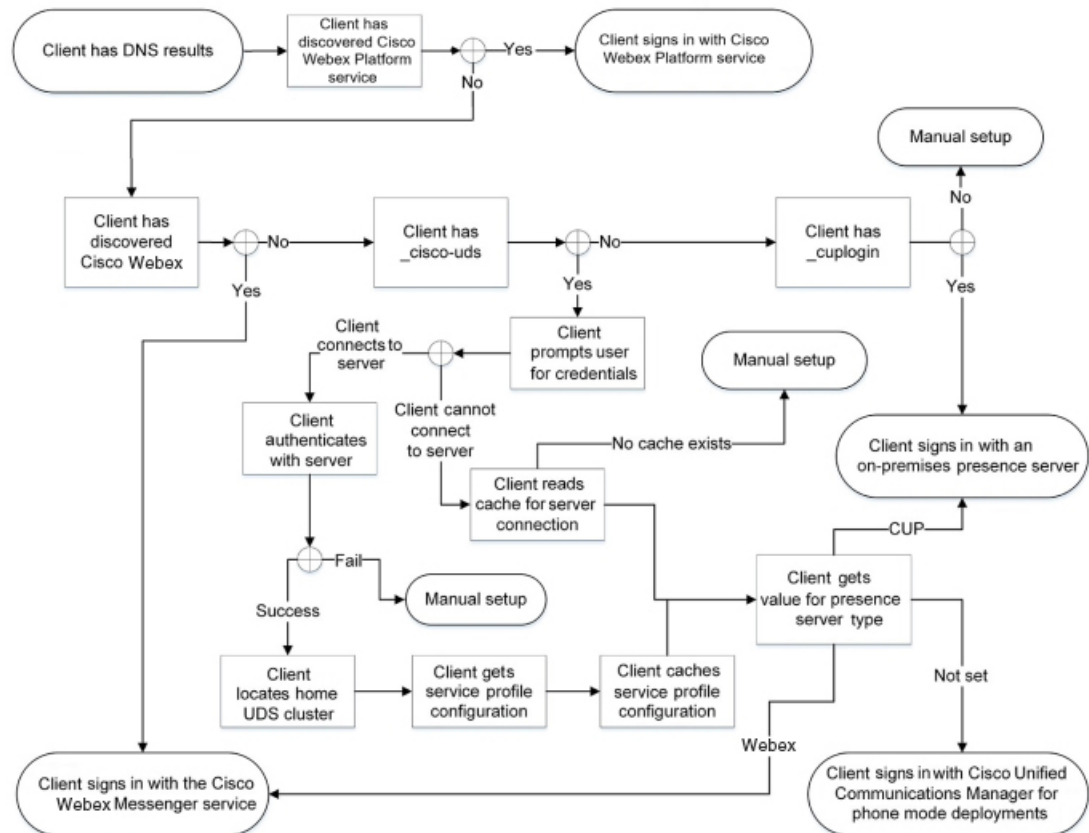 Client has DNS results
Client has
discovered Cisco
Webex Platform
service
Yes
Client signs in with Cisco
Webex Platform service
No
Manual setup
No
Client has
discovered
Cisco Webex
No
Client has
_cisco-uds
No
Client has
_cuplogin
Yes
Yes
Yes
Client
connects to
server
Client
prompts user
for credentials
Manual setup
Client
authenticates
with server
Client cannot
connect
to server
No cache exists
Client signs in with an
on-premises presence server
Client reads
cache for server
connection
CUP
Fail
Manual setup
Client gets
value for presence
server type
Success
Client
locates home
UDS cluster
Client gets
service profile
configuration
Client caches
service profile
configuration
Not set
Webex
Client signs in with the Cisco
Webex Messenger service
Client signs in with Cisco Unified
Communications Manager for
phone mode deployments